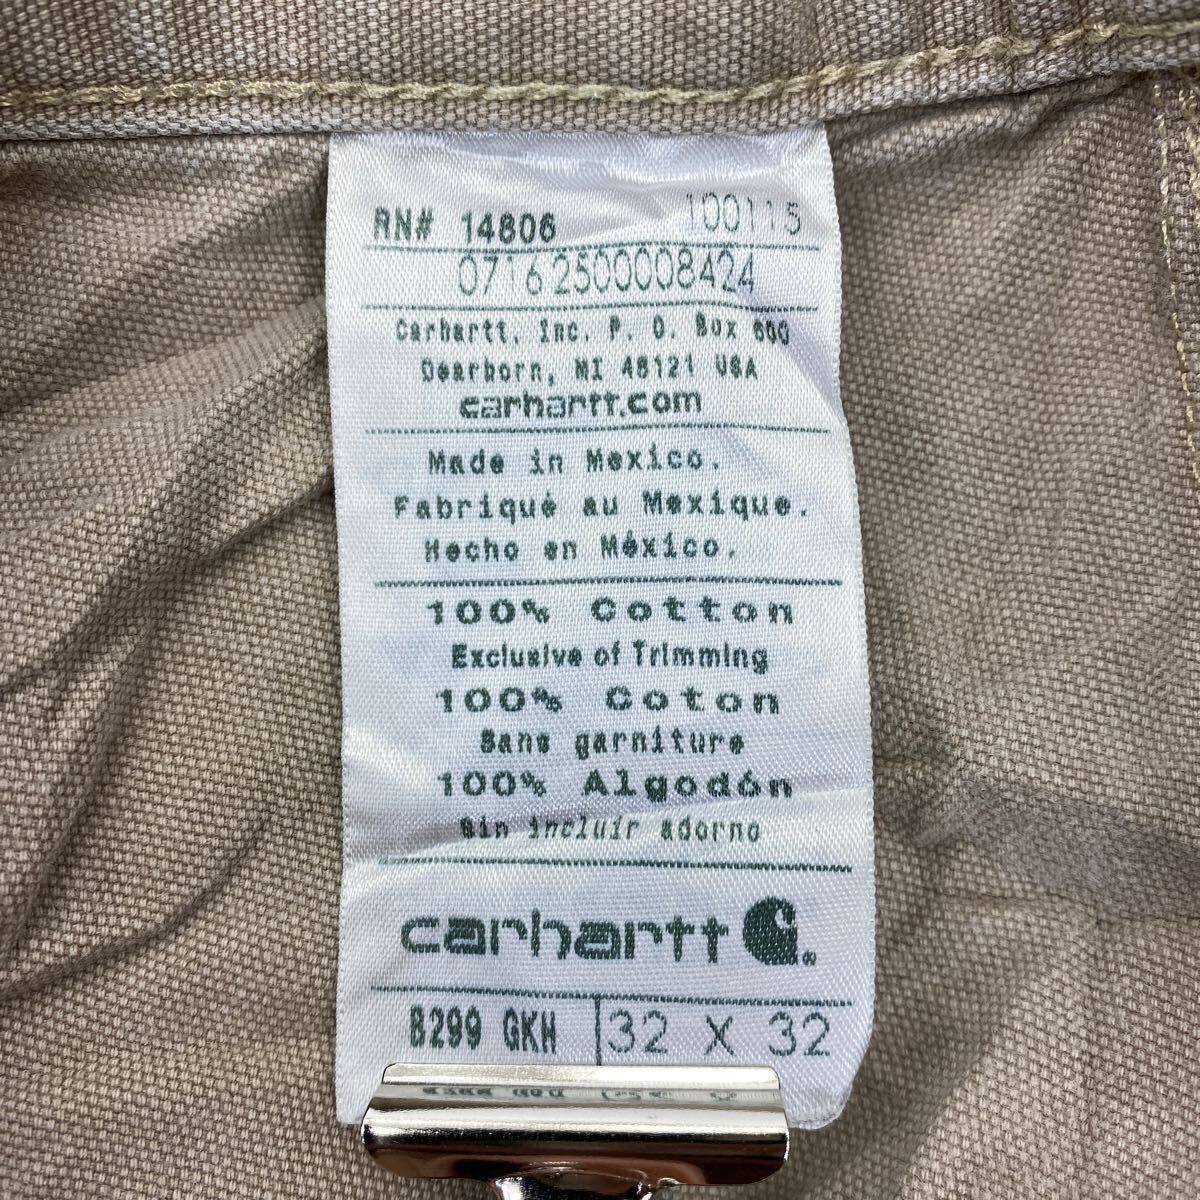 RN# 14806 100115
07162500008424
Carhartt, Inc. P. O. Box 600
Dearborn, MI 48121 USA
carhartt.com
Made in Mexico.
Fabriqué au Mexique.
Hecho en México.
100% Cotton
Exclusive of Trimming
100% Coton
Sans garniture
100% Algodón
Sin incluir adorno
carhartt
B299 GKH 32 X 32